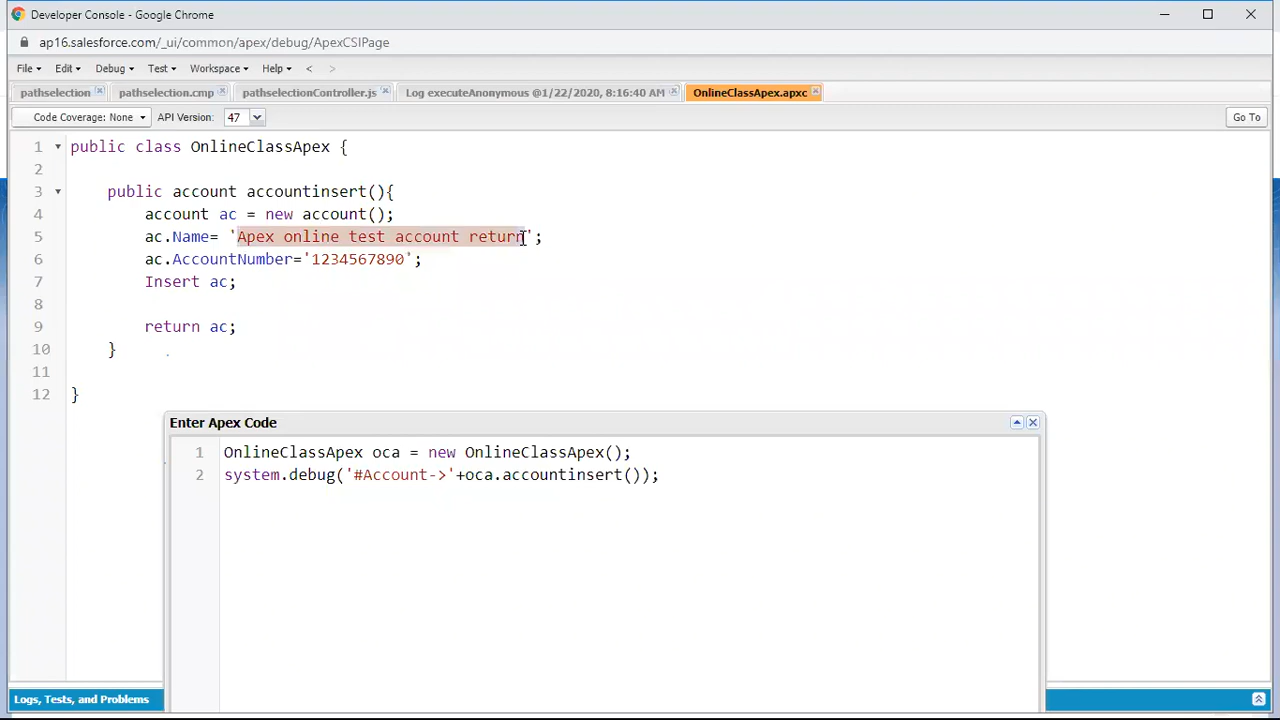 Developer Console - Google Chrome
ap16.salesforce.com/_ui/common/apex/debug/ApexCSIPage
File Edit Debug Test Workspace Help < >
pathselection pathselection.cmp pathselectionController.js Log executeAnonymous @1/22/2020, 8:16:40 AM OnlineClassApex.apxc
Code Coverage: None API Version: 47 Go To
1 public class OnlineClassApex {
2
3 public account accountinsert(){
4 account ac = new account();
5 ac.Name= 'Apex online test account return';
6 ac.AccountNumber='1234567890';
7 Insert ac;
8
9 return ac;
10 }
11
12 }
Enter Apex Code
1 OnlineClassApex oca = new OnlineClassApex();
2 system.debug('#Account->'+oca.accountinsert());
Logs, Tests, and Problems